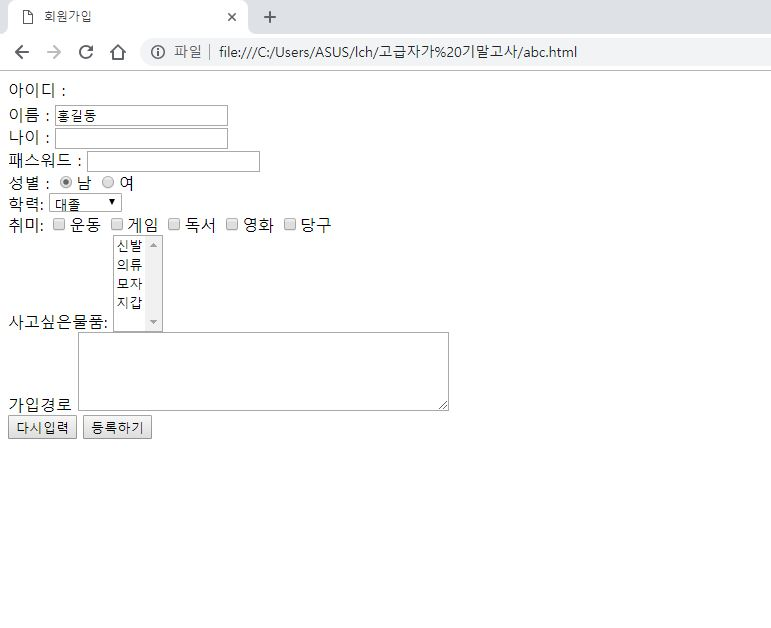 회원가입
파일 file:///C:/Users/ASUS/lch/고급자가%20기말고사/abc.html
아이디 :
이름 : 홍길동
나이 :
패스워드 :
성별 : 남 여
학력: 대졸
취미: 운동 게임 독서 영화 당구
신발
의류
모자
지갑
사고싶은물품:
가입경로
다시입력 등록하기